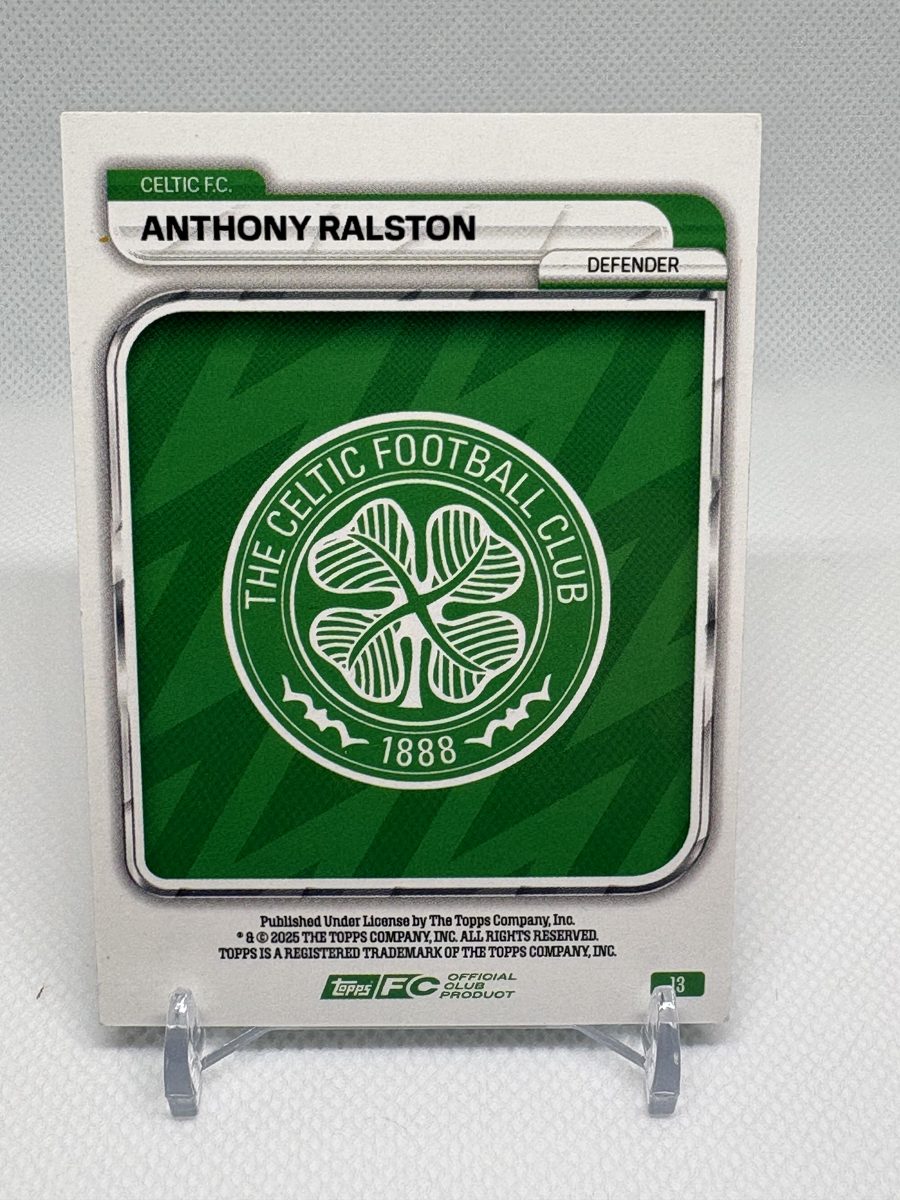 CELTIC F.C.
ANTHONY RALSTON
DEFENDER
THE CELTIC FOOTBALL CLUB
1888
Published Under License by The Topps Company, Inc.
® & © 2025 THE TOPPS COMPANY, INC. ALL RIGHTS RESERVED.
TOPPS IS A REGISTERED TRADEMARK OF THE TOPPS COMPANY, INC.
topps FC OFFICIAL
CLUB
PRODUCT
13